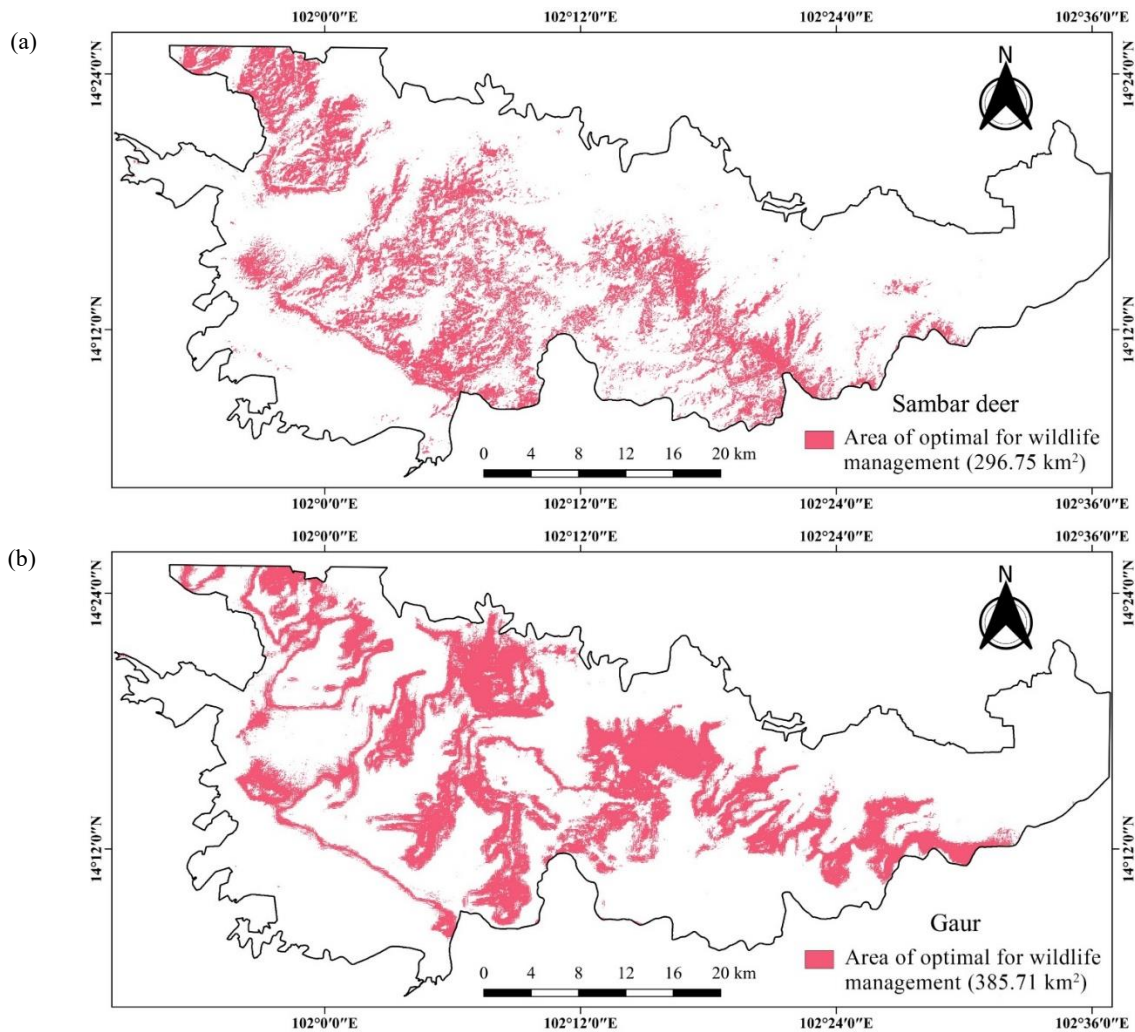 (a)
102°0′0″E 102°12′0″E 102°24′0″E 102°36′0″E
14°24′0″N 14°24′0″N
N
14°12′0″N 14°12′0″N
Sambar deer
Area of optimal for wildlife
management (296.75 km²)
0 4 8 12 16 20 km
102°0′0″E 102°12′0″E 102°24′0″E 102°36′0″E
(b)
102°0′0″E 102°12′0″E 102°24′0″E 102°36′0″E
14°24′0″N 14°24′0″N
N
14°12′0″N 14°12′0″N
Gaur
Area of optimal for wildlife
management (385.71 km²)
0 4 8 12 16 20 km
102°0′0″E 102°12′0″E 102°24′0″E 102°36′0″E